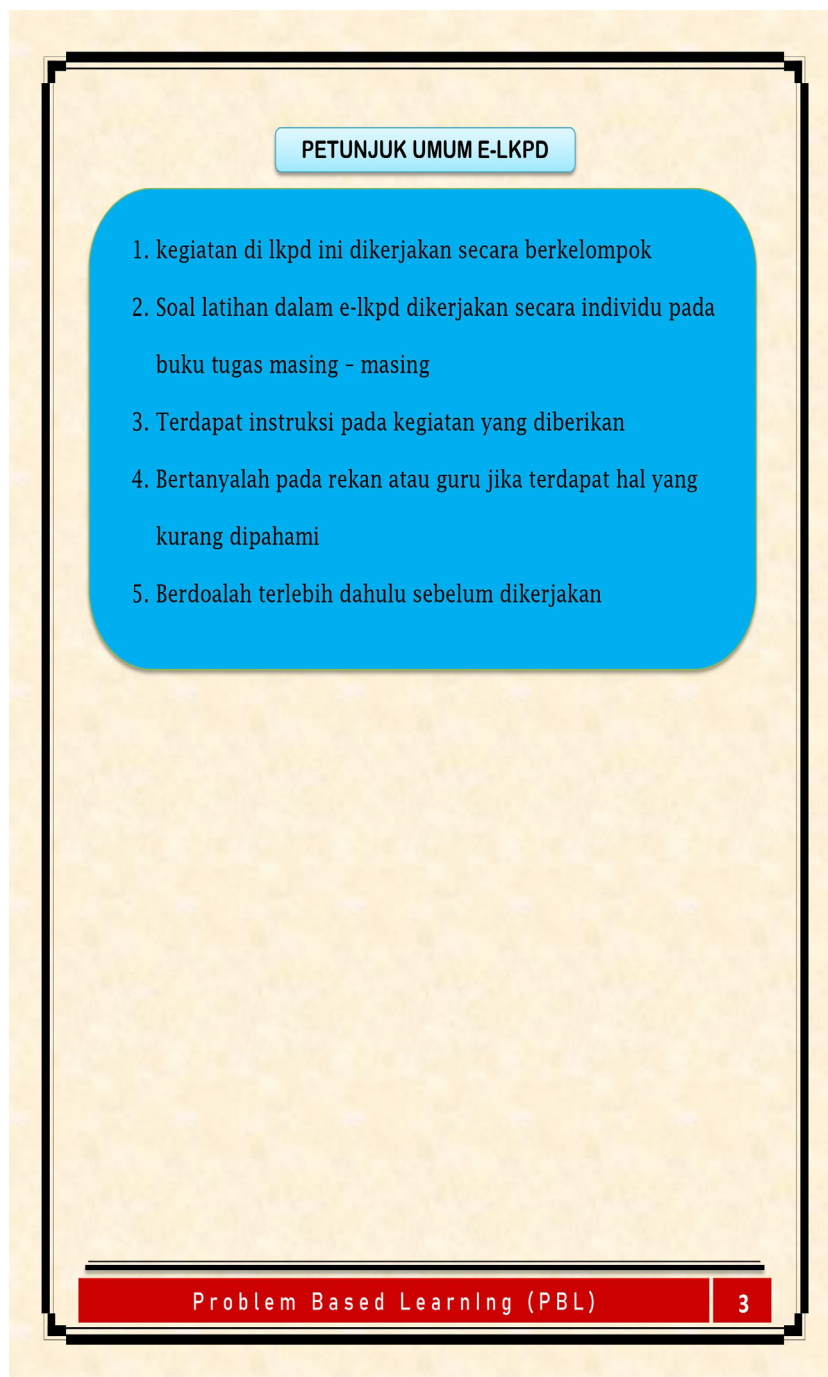 PETUNJUK UMUM E-LKPD
1. kegiatan di lkpd ini dikerjakan secara berkelompok
2. Soal latihan dalam e-lkpd dikerjakan secara individu pada
buku tugas masing – masing
3. Terdapat instruksi pada kegiatan yang diberikan
4. Bertanyalah pada rekan atau guru jika terdapat hal yang
kurang dipahami
5. Berdoalah terlebih dahulu sebelum dikerjakan
Problem Based LearnIng (PBL) 3